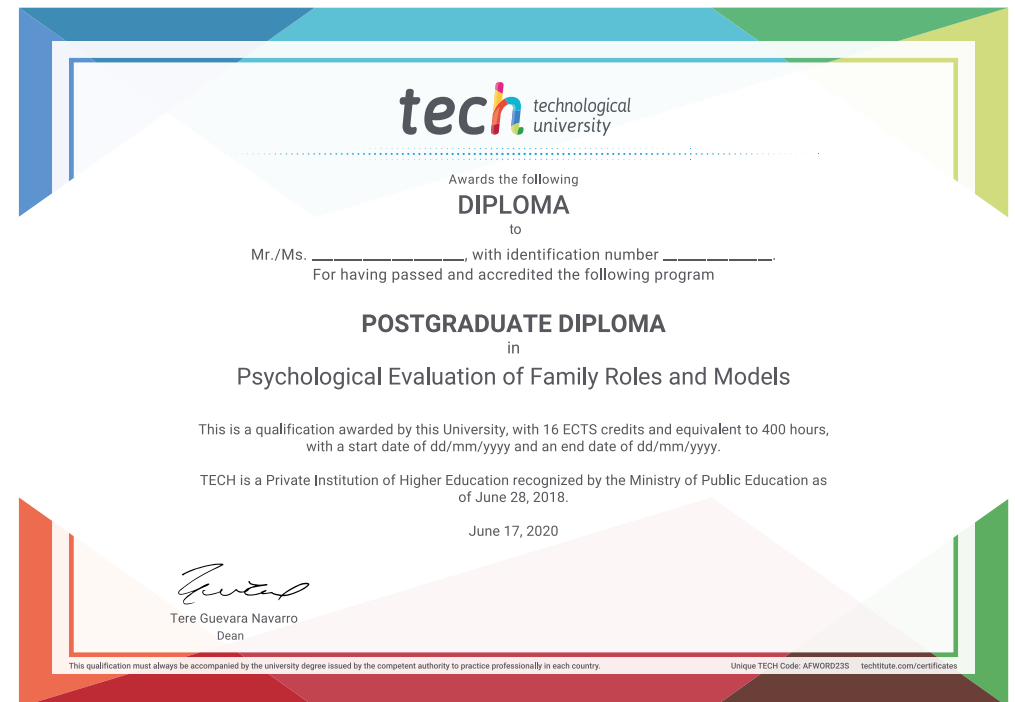 tech technological
university
Awards the following
DIPLOMA
to
Mr./Ms. __________________, with identification number _____________.
For having passed and accredited the following program
POSTGRADUATE DIPLOMA
in
Psychological Evaluation of Family Roles and Models
This is a qualification awarded by this University, with 16 ECTS credits and equivalent to 400 hours,
with a start date of dd/mm/yyyy and an end date of dd/mm/yyyy.
TECH is a Private Institution of Higher Education recognized by the Ministry of Public Education as
of June 28, 2018.
June 17, 2020
Tere Guevara Navarro
Dean
This qualification must always be accompanied by the university degree issued by the competent authority to practice professionally in each country.
Unique TECH Code: AFWORD23S techtitute.com/certificates